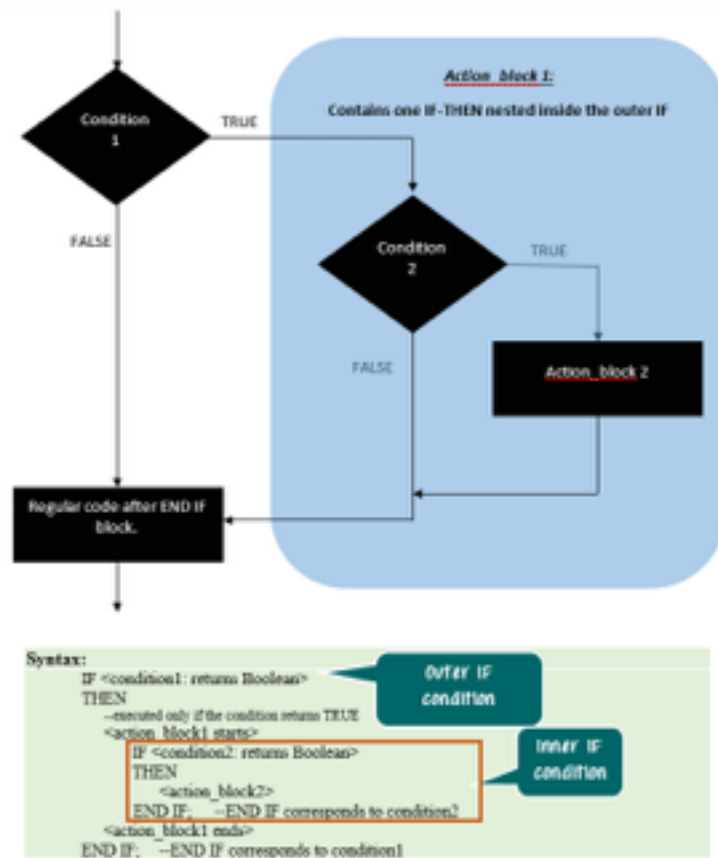 Action_block 1:
Contains one IF-THEN nested inside the outer IF
Condition
1
TRUE
FALSE
Condition
2
TRUE
FALSE
Action_block 2
Regular code after END IF
block.
Syntax:
IF <condition1: returns Boolean>
THEN
--executed only if the condition returns TRUE
<action_block1 starts>
IF <condition2: returns Boolean>
THEN
<action_block2>
END IF; --END IF corresponds to condition2
<action_block1 ends>
END IF; --END IF corresponds to condition1
Outer IF
condition
Inner IF
condition